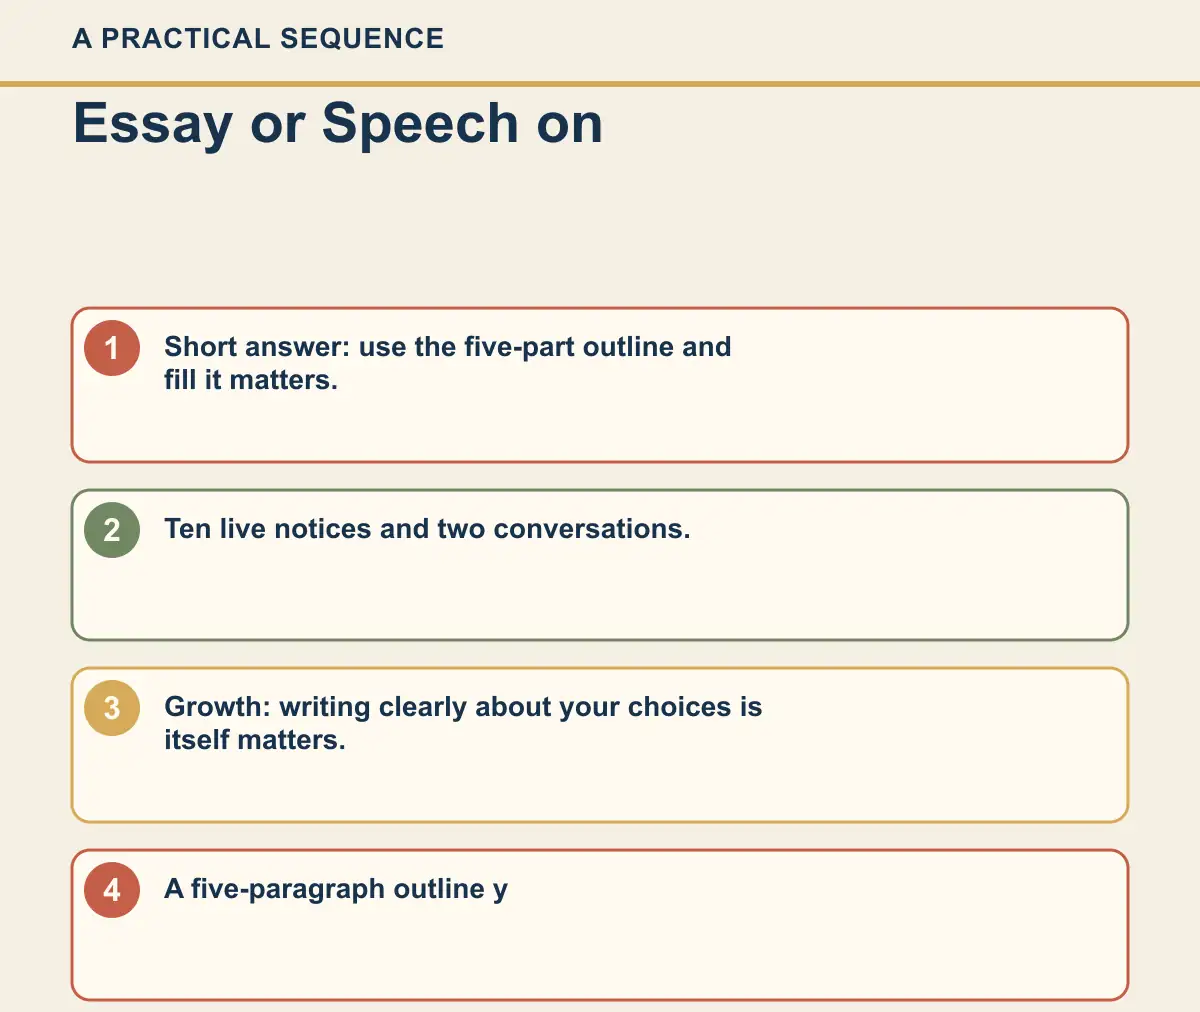 A PRACTICAL SEQUENCE
Essay or Speech on
1
Short answer: use the five-part outline and
fill it matters.
2
Ten live notices and two conversations.
3
Growth: writing clearly about your choices is
itself matters.
4
A five-paragraph outline y